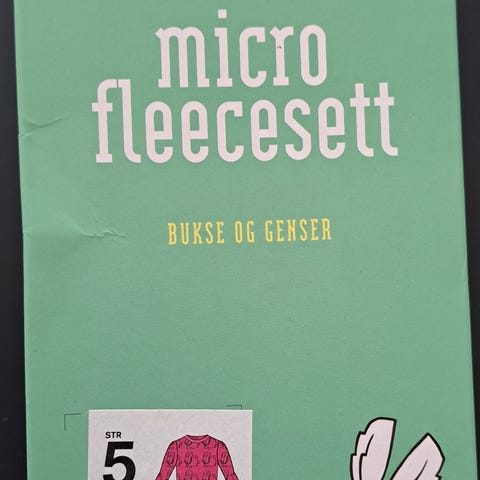 micro
fleecesett
BUKSE OG GENSER
STR
5